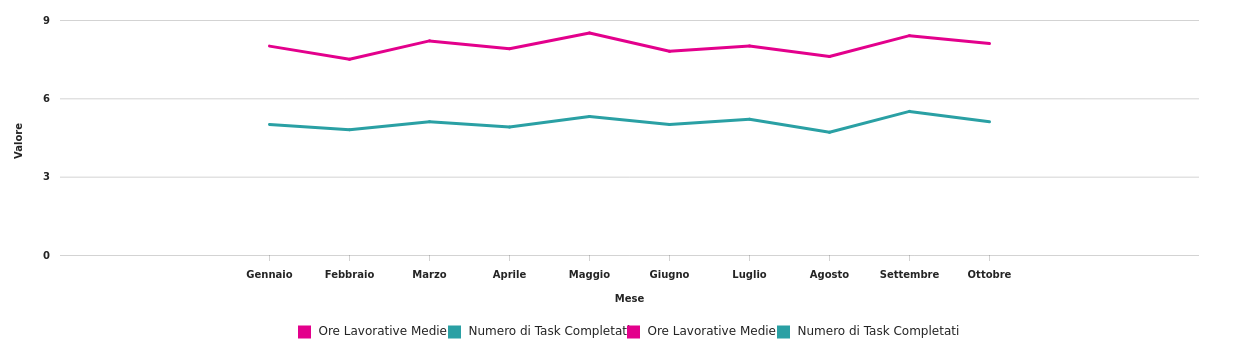 9
6
3
0
Valore
Gennaio Febbraio Marzo Aprile Maggio Giugno Luglio Agosto Settembre Ottobre
Mese
Ore Lavorative Medie Numero di Task Completat Ore Lavorative Medie Numero di Task Completati